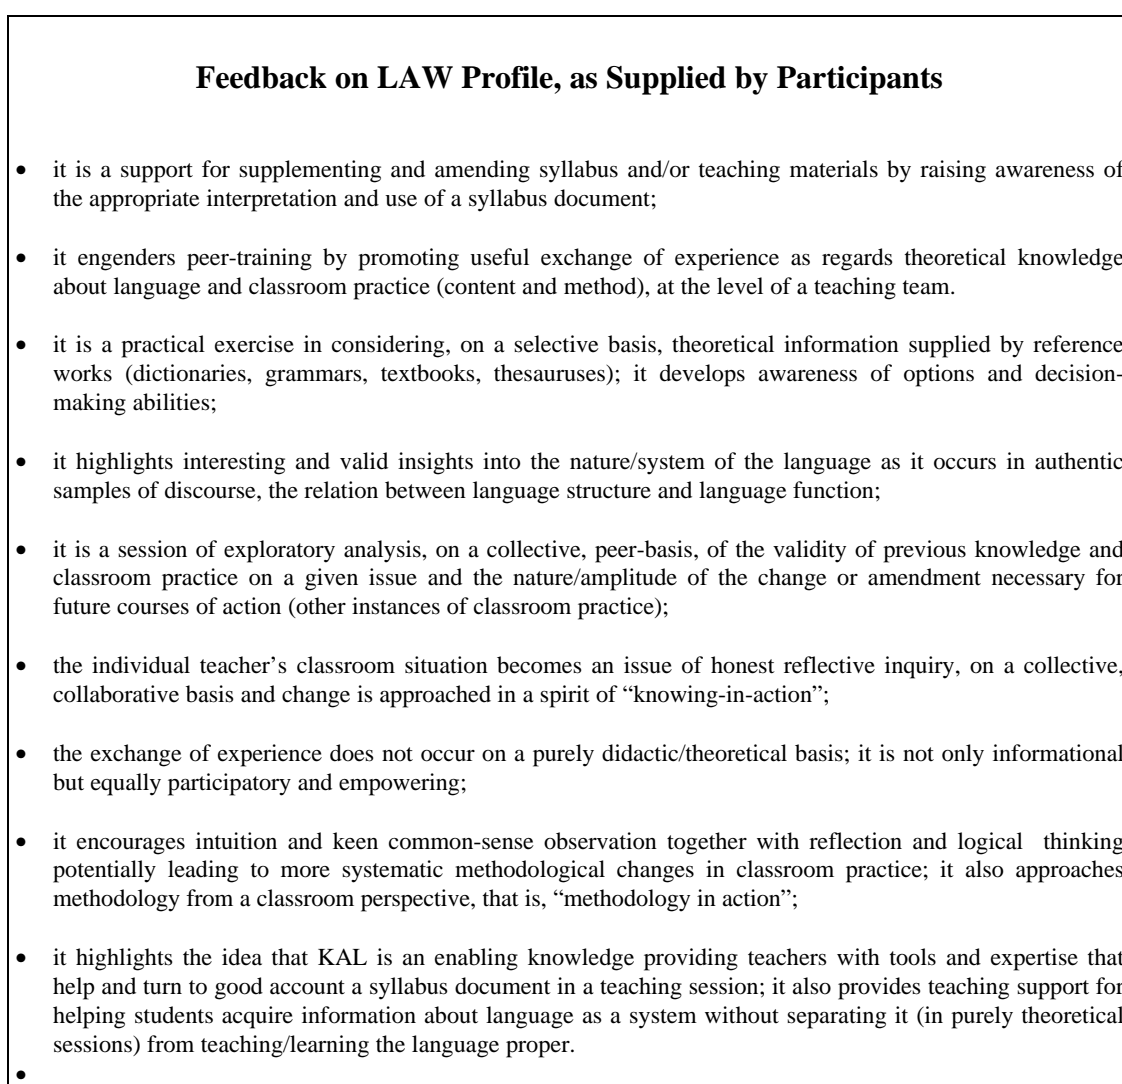 Feedback on LAW Profile, as Supplied by Participants
• it is a support for supplementing and amending syllabus and/or teaching materials by raising awareness of
the appropriate interpretation and use of a syllabus document;
• it engenders peer-training by promoting useful exchange of experience as regards theoretical knowledge
about language and classroom practice (content and method), at the level of a teaching team.
• it is a practical exercise in considering, on a selective basis, theoretical information supplied by reference
works (dictionaries, grammars, textbooks, thesauruses); it develops awareness of options and decision-
making abilities;
• it highlights interesting and valid insights into the nature/system of the language as it occurs in authentic
samples of discourse, the relation between language structure and language function;
• it is a session of exploratory analysis, on a collective, peer-basis, of the validity of previous knowledge and
classroom practice on a given issue and the nature/amplitude of the change or amendment necessary for
future courses of action (other instances of classroom practice);
• the individual teacher’s classroom situation becomes an issue of honest reflective inquiry, on a collective,
collaborative basis and change is approached in a spirit of “knowing-in-action”;
• the exchange of experience does not occur on a purely didactic/theoretical basis; it is not only informational
but equally participatory and empowering;
• it encourages intuition and keen common-sense observation together with reflection and logical thinking
potentially leading to more systematic methodological changes in classroom practice; it also approaches
methodology from a classroom perspective, that is, “methodology in action”;
• it highlights the idea that KAL is an enabling knowledge providing teachers with tools and expertise that
help and turn to good account a syllabus document in a teaching session; it also provides teaching support for
helping students acquire information about language as a system without separating it (in purely theoretical
sessions) from teaching/learning the language proper.
•